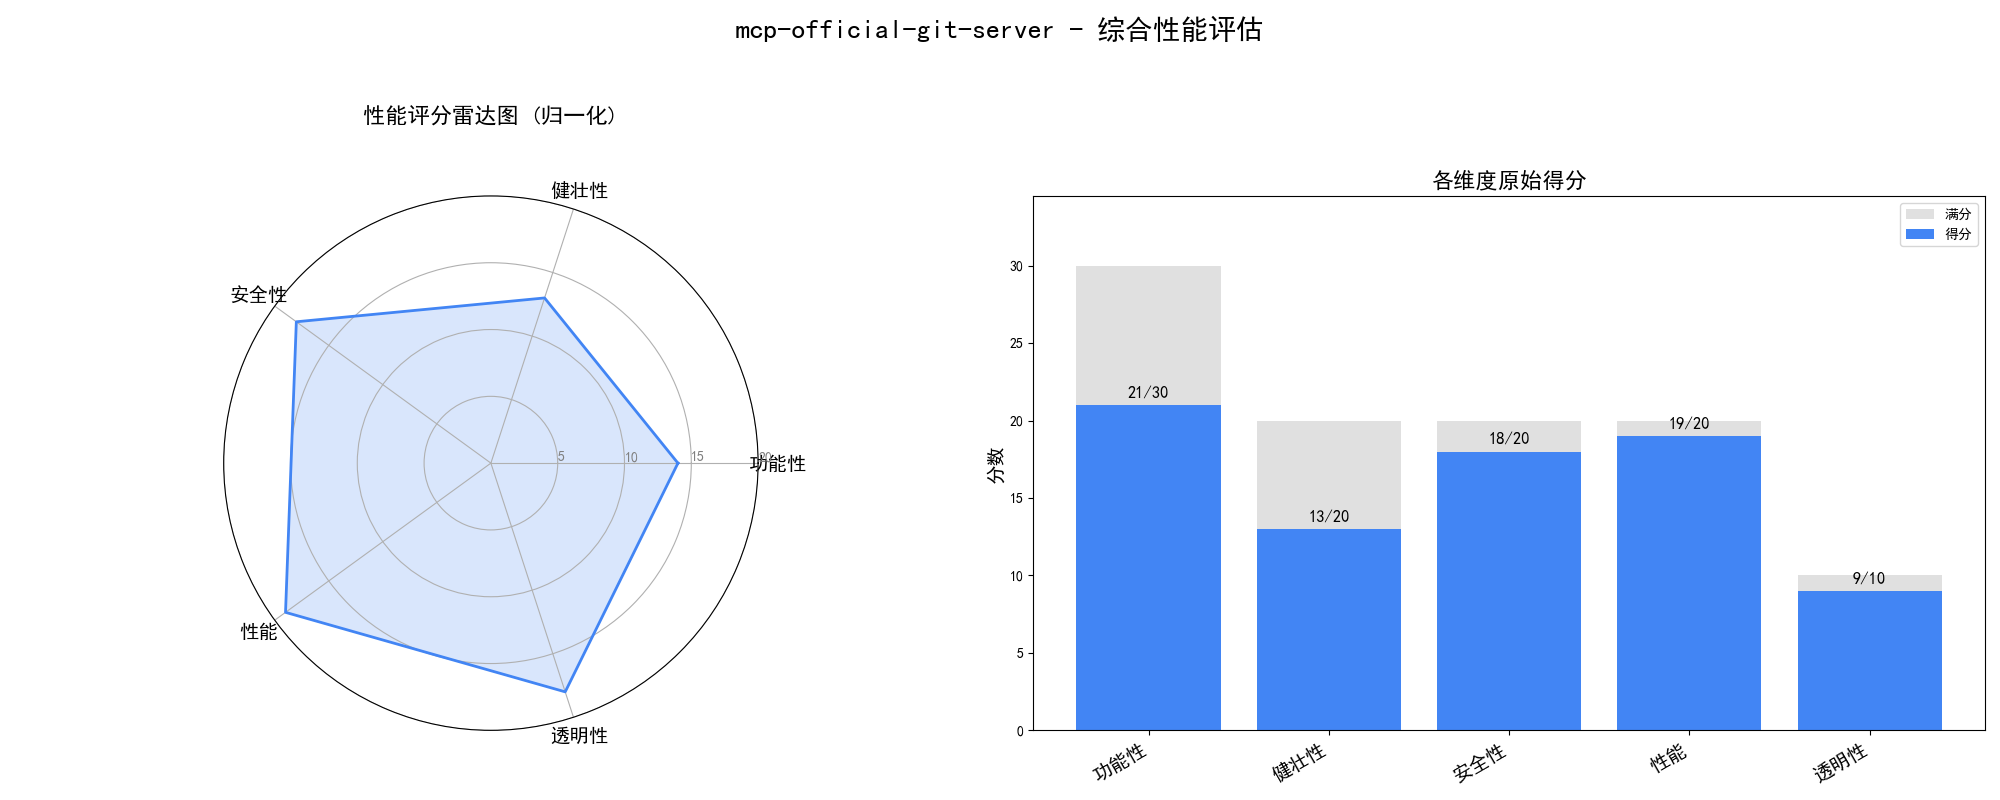 mcp-official-git-server - 综合性能评估
性能评分雷达图 (归一化)
健壮性
安全性
功能性
性能
透明性
5
10
15
20
各维度原始得分
满分
得分
分数
30
25
20
15
10
5
0
21/30
13/20
18/20
19/20
9/10
功能性
健壮性
安全性
性能
透明性